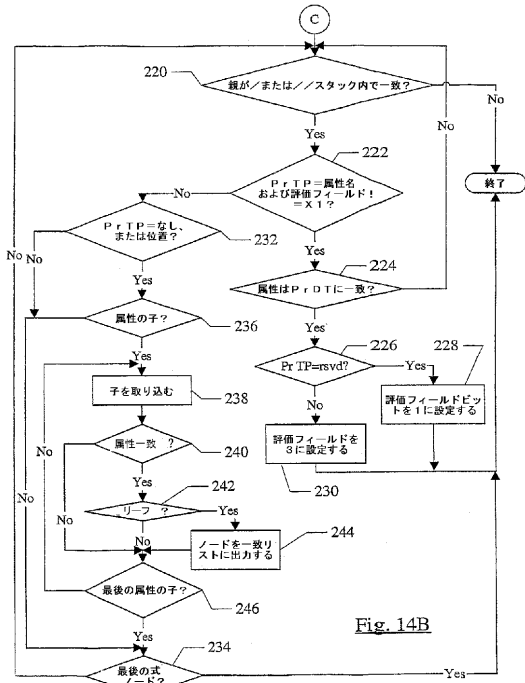 C
220
親が/または//スタック内で一致?
No
Yes
222
PrTP=属性名
および評価フィールド!
=X1?
No
No
終了
PrTP=なし、
または位置?
232
Yes
224
No
No
属性はPrDTに一致?
Yes
属性の子?
236
Yes
226
228
PrTP=rsvd?
Yes
評価フィールドビッ
トを1に設定する
Yes
子を取り込む
238
No
No
属性一致 ?
240
評価フィールドを
3に設定する
230
No
Yes
242
リーフ ?
Yes
No
No
ノードを一致リ
ストに出力する
244
最後の属性の子?
246
Fig. 14B
Yes
234
最後の式
ノード?
Yes